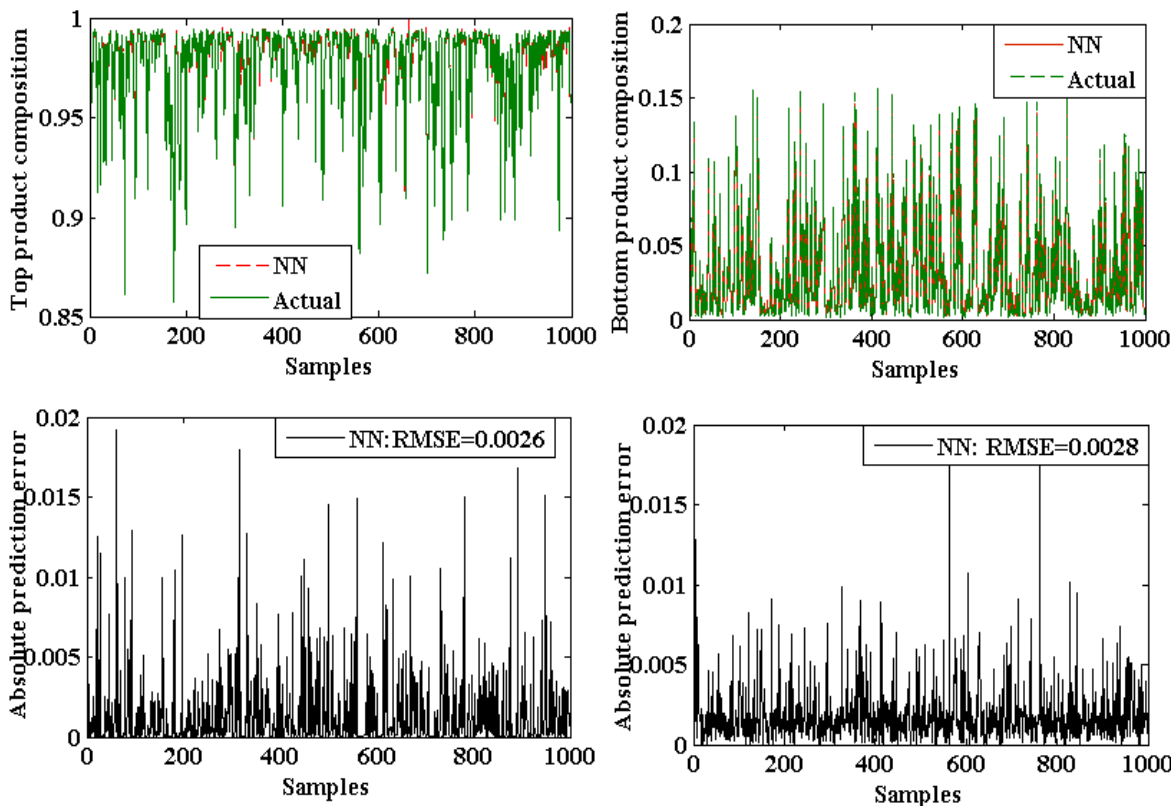 Top product composition
1
0.95
0.9
0.85
NN
Actual
0 200 400 600 800 1000
Samples
Bottom product composition
0.2
0.15
0.1
0.05
0
NN
Actual
0 200 400 600 800 1000
Samples
Absolute prediction error
0.02
0.015
0.01
0.005
0
NN: RMSE=0.0026
0 200 400 600 800 1000
Samples
Absolute prediction error
0.02
0.015
0.01
0.005
0
NN: RMSE=0.0028
0 200 400 600 800 1000
Samples